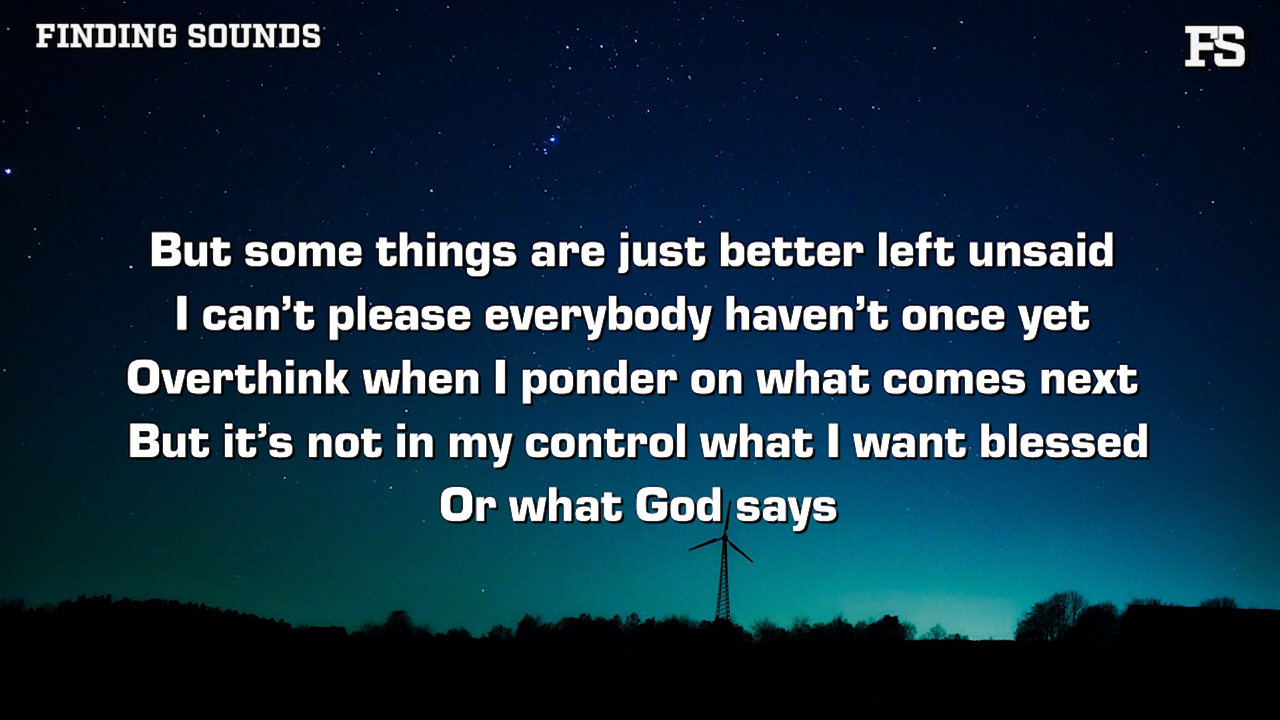 FINDING SOUNDS
FS
But some things are just better left unsaid
I can't please everybody haven't once yet
Overthink when I ponder on what comes next
But it's not in my control what I want blessed
Or what God says